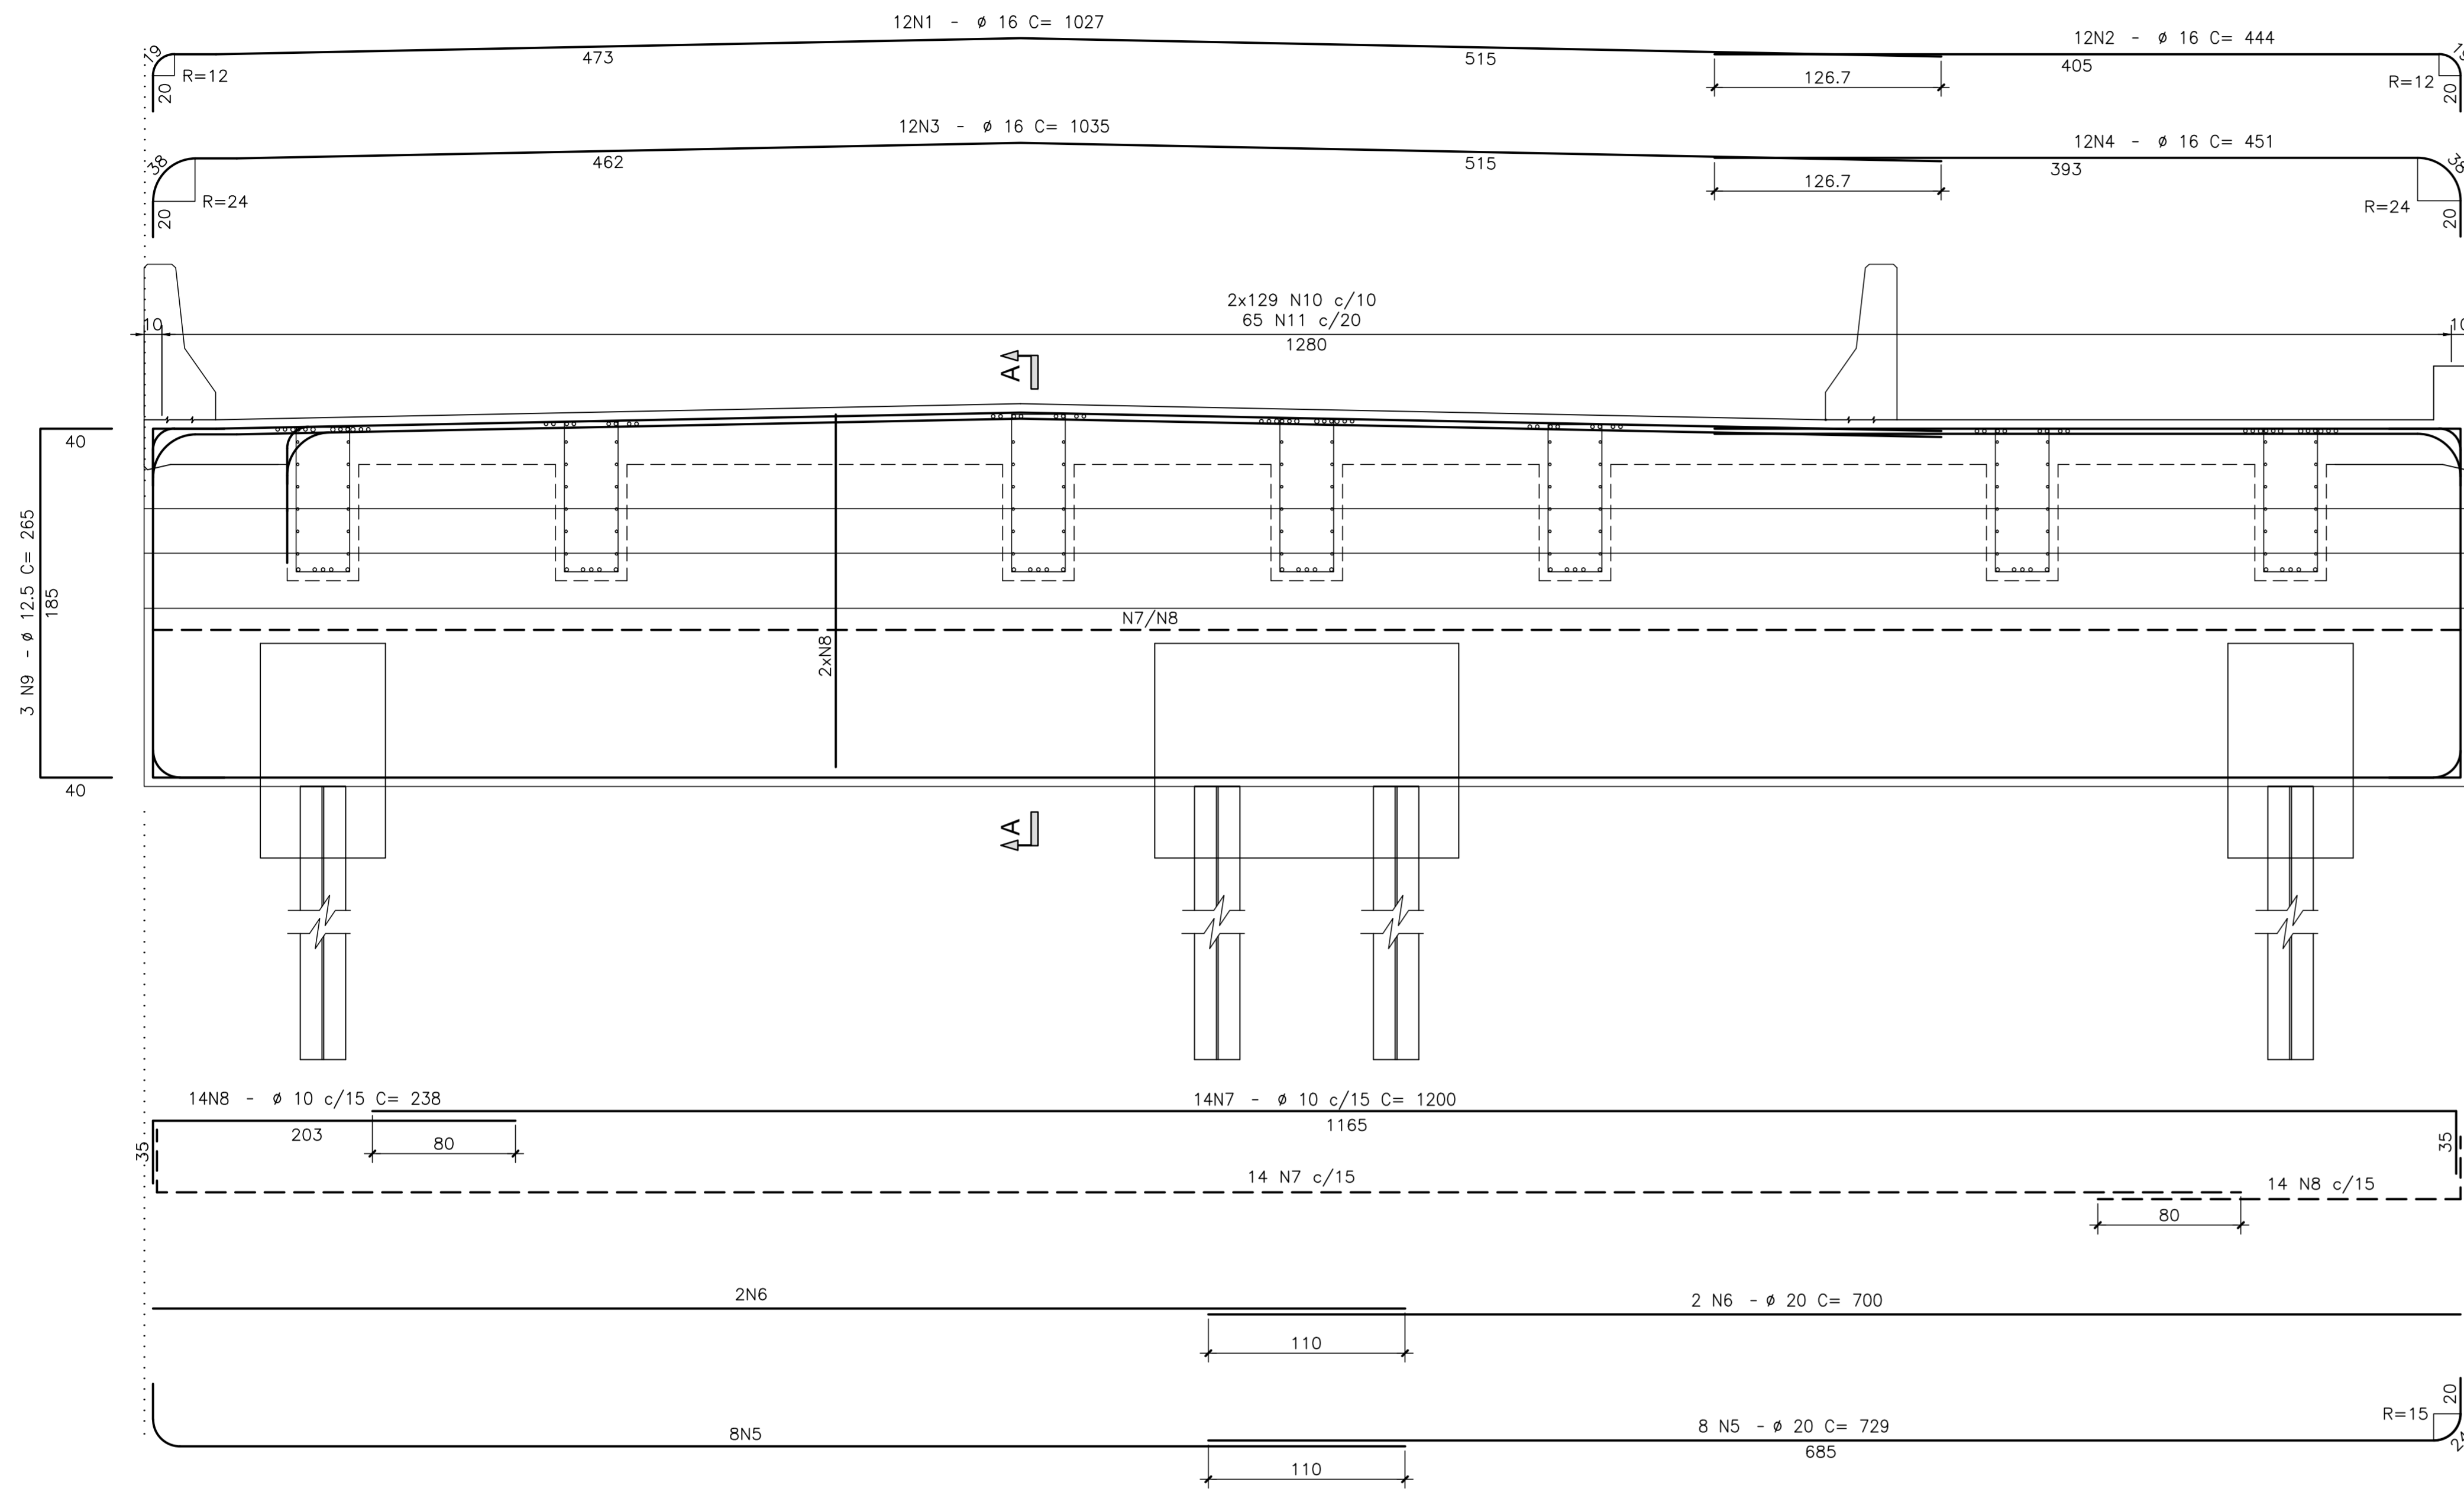 12N1 - ø 16 C= 1027
12N2 - ø 16 C= 444
19
473
515
405
R=12
20
126.7
R=12
20
12N3 - ø 16 C= 1035
12N4 - ø 16 C= 451
38
462
515
393
38
R=24
20
126.7
R=24
20
2x129 N10 c/10
65 N11 c/20
10
1280
A
40
3 N9 - ø 12.5 C= 265
185
N7/N8
2xN8
40
A
14N8 - ø 10 c/15 C= 238
14N7 - ø 10 c/15 C= 1200
203
80
1165
35
35
14 N7 c/15
14 N8 c/15
80
2N6
2 N6 - ø 20 C= 700
110
20
R=15
8N5
8 N5 - ø 20 C= 729
685
110